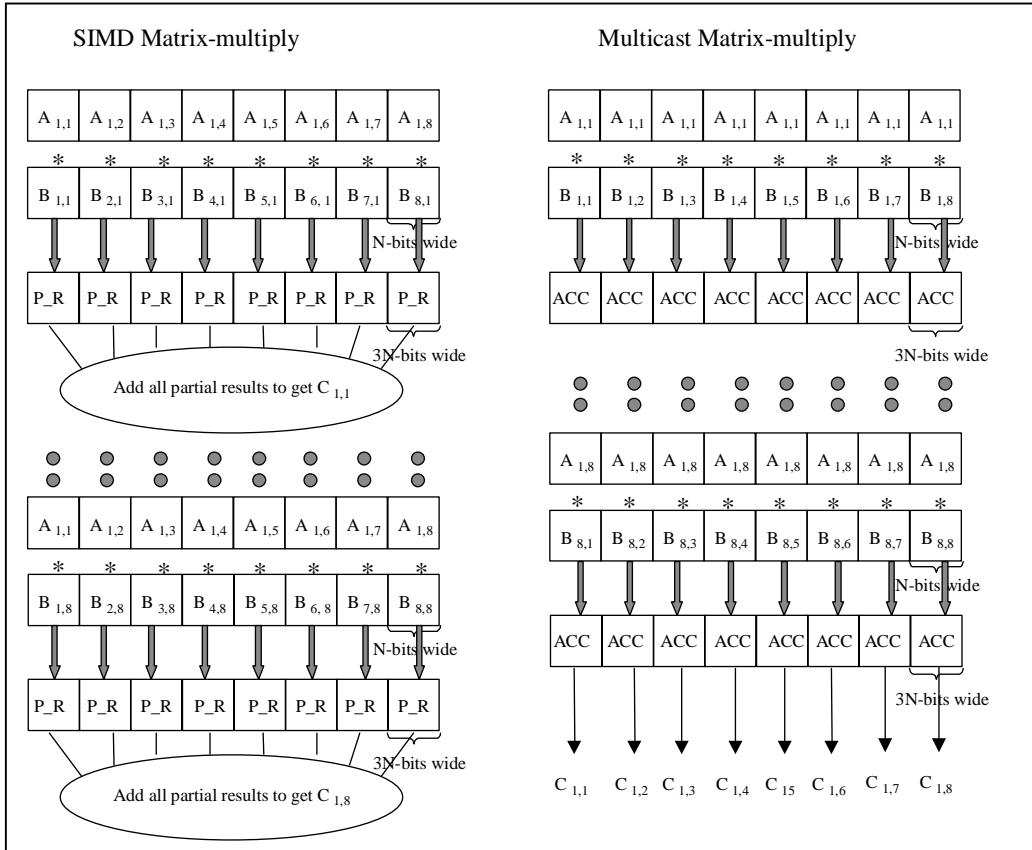 SIMD Matrix-multiply
A 1,1 A 1,2 A 1,3 A 1,4 A 1,5 A 1,6 A 1,7 A 1,8
* * * * * * * *
B 1,1 B 2,1 B 3,1 B 4,1 B 5,1 B 6, 1 B 7,1 B 8,1
N-bits wide
P_R P_R P_R P_R P_R P_R P_R P_R
3N-bits wide
Add all partial results to get C 1,1
A 1,1 A 1,2 A 1,3 A 1,4 A 1,5 A 1,6 A 1,7 A 1,8
* * * * * * * *
B 1,8 B 2,8 B 3,8 B 4,8 B 5,8 B 6, 8 B 7,8 B 8,8
N-bits wide
P_R P_R P_R P_R P_R P_R P_R P_R
3N-bits wide
Add all partial results to get C 1,8
Multicast Matrix-multiply
A 1,1 A 1,1 A 1,1 A 1,1 A 1,1 A 1,1 A 1,1 A 1,1
* * * * * * * *
B 1,1 B 1,2 B 1,3 B 1,4 B 1,5 B 1,6 B 1,7 B 1,8
N-bits wide
ACC ACC ACC ACC ACC ACC ACC ACC
3N-bits wide
A 1,8 A 1,8 A 1,8 A 1,8 A 1,8 A 1,8 A 1,8 A 1,8
* * * * * * * *
B 8,1 B 8,2 B 8,3 B 8,4 B 8,5 B 8,6 B 8,7 B 8,8
N-bits wide
ACC ACC ACC ACC ACC ACC ACC ACC
3N-bits wide
C 1,1 C 1,2 C 1,3 C 1,4 C 15 C 1,6 C 1,7 C 1,8